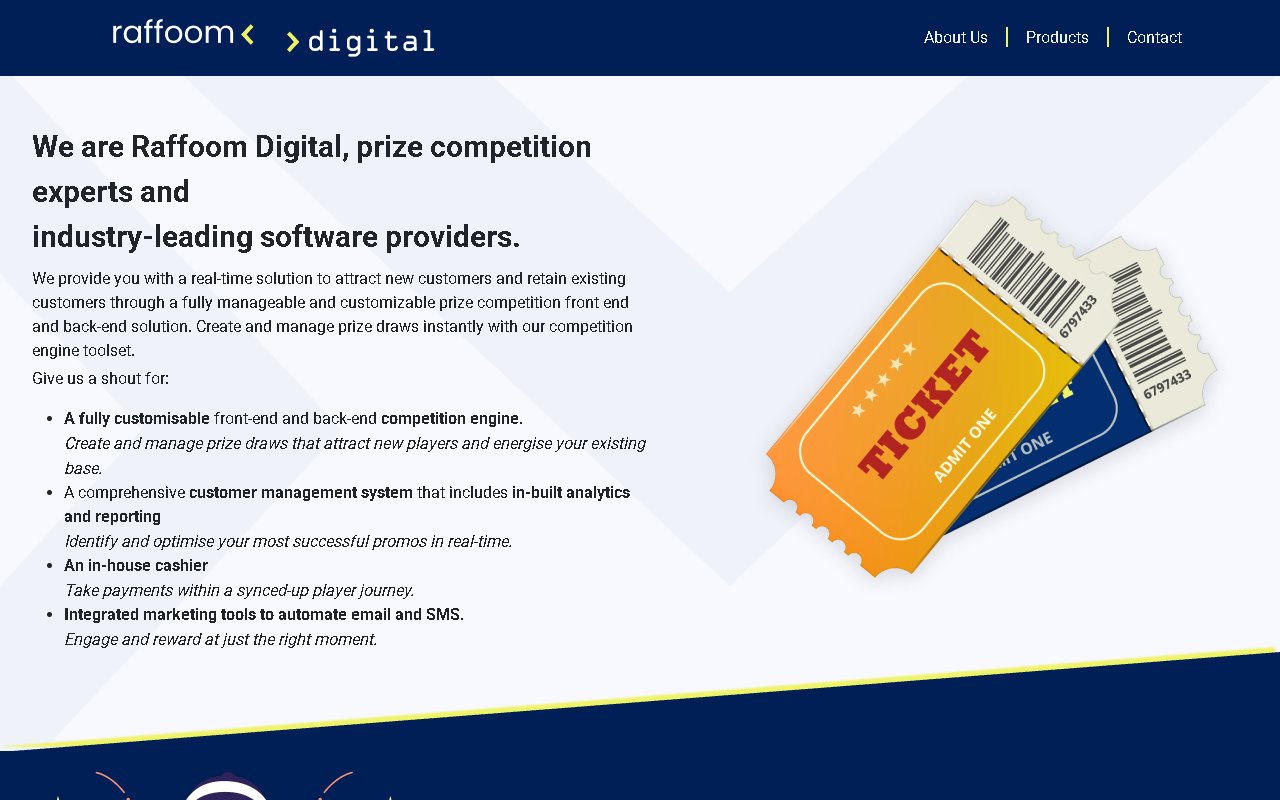 raffoom
digital
About Us
Products
Contact
We are Raffoom Digital, prize competition
experts and
industry-leading software providers.
We provide you with a real-time solution to attract new customers and retain existing
customers through a fully manageable and customizable prize competition front end
and back-end solution. Create and manage prize draws instantly with our competition
engine toolset.
Give us a shout for:
A fully customisable front-end and back-end competition engine.
Create and manage prize draws that attract new players and energise your existing
base.
A comprehensive customer management system that includes in-built analytics
and reporting
Identify and optimise your most successful promos in real-time.
An in-house cashier
Take payments within a synced-up player journey.
Integrated marketing tools to automate email and SMS.
Engage and reward at just the right moment.
TICKET
ADMIT ONE
6797433
6797433
ONE